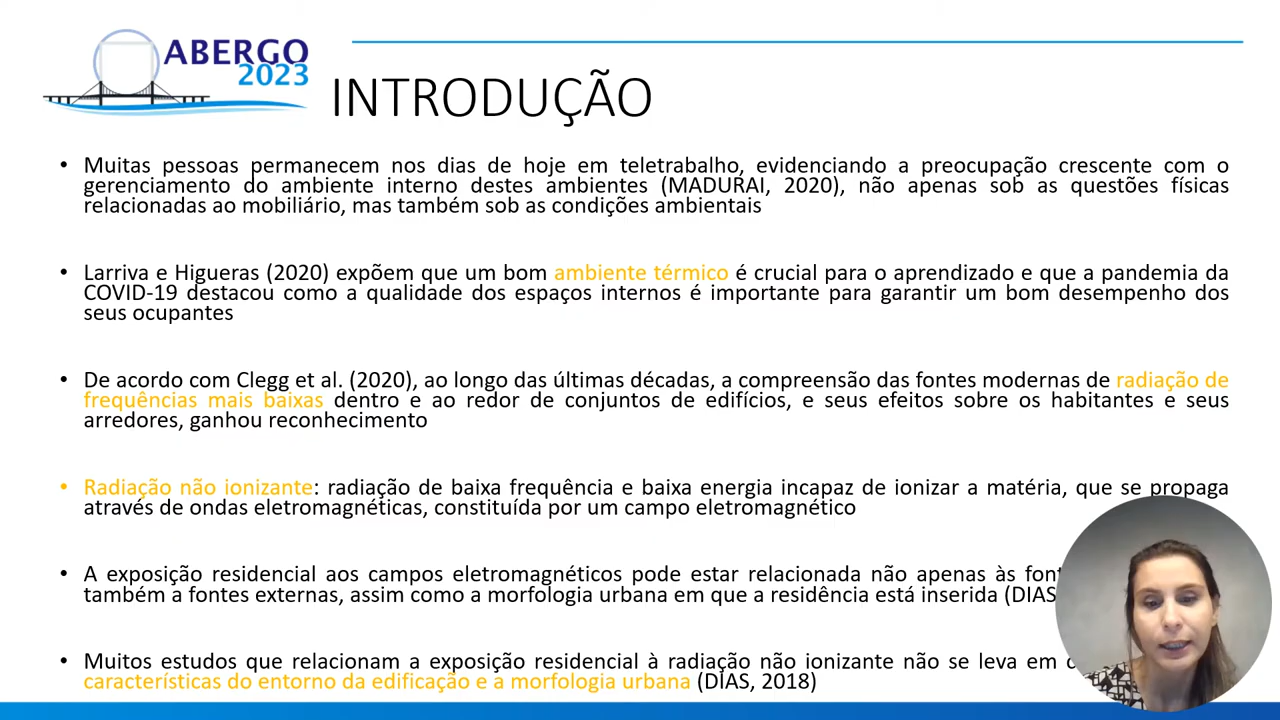 ABERGO
2023
INTRODUÇÃO
• Muitas pessoas permanecem nos dias de hoje em teletrabalho, evidenciando a preocupação crescente com o
gerenciamento do ambiente interno destes ambientes (MADURAI, 2020), não apenas sob as questões físicas
relacionadas ao mobiliário, mas também sob as condições ambientais
• Larriva e Higueras (2020) expõem que um bom ambiente térmico é crucial para o aprendizado e que a pandemia da
COVID-19 destacou como a qualidade dos espaços internos é importante para garantir um bom desempenho dos
seus ocupantes
• De acordo com Clegg et al. (2020), ao longo das últimas décadas, a compreensão das fontes modernas de radiação de
frequências mais baixas dentro e ao redor de conjuntos de edifícios, e seus efeitos sobre os habitantes e seus
arredores, ganhou reconhecimento
• Radiação não ionizante: radiação de baixa frequência e baixa energia incapaz de ionizar a matéria, que se propaga
através de ondas eletromagnéticas, constituída por um campo eletromagnético
• A exposição residencial aos campos eletromagnéticos pode estar relacionada não apenas às
também a fontes externas, assim como a morfologia urbana em que a residência está inserida (DIAS
• Muitos estudos que relacionam a exposição residencial à radiação não ionizante não se leva em
características do entorno da edificação e a morfologia urbana (DIAS, 2018)